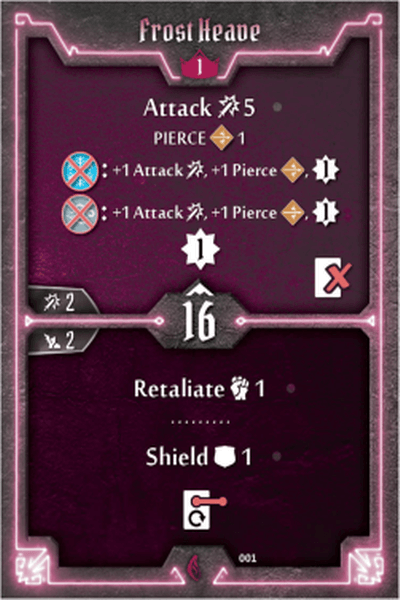 Frost Heave
1
Attack 5
PIERCE 1
: +1 Attack, +1 Pierce, 1
: +1 Attack, +1 Pierce, 1
1
2
16
2
Retaliate 1
Shield 1
001